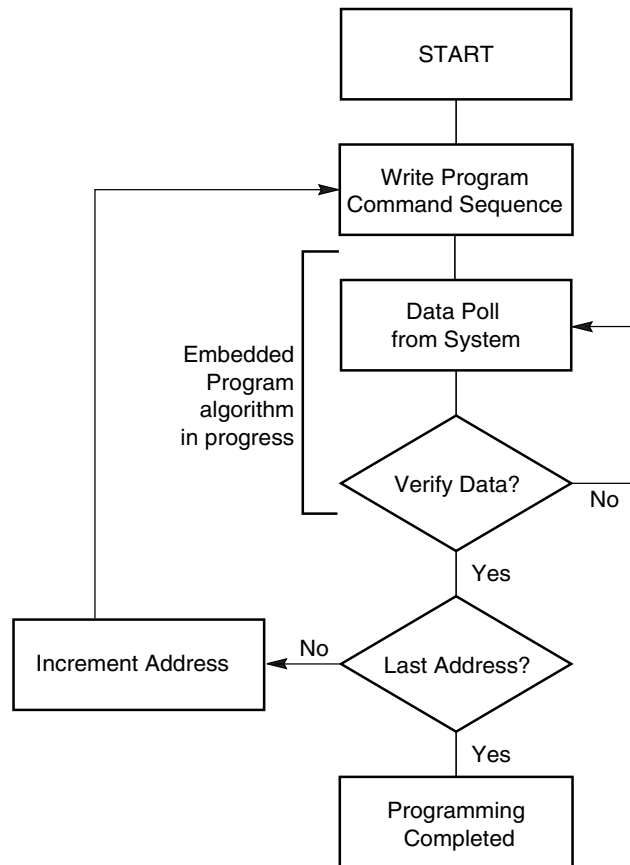 START
Write Program
Command Sequence
Data Poll
from System
Embedded
Program
algorithm
in progress
Verify Data?
No
Yes
No
Increment Address
Last Address?
Yes
Programming
Completed